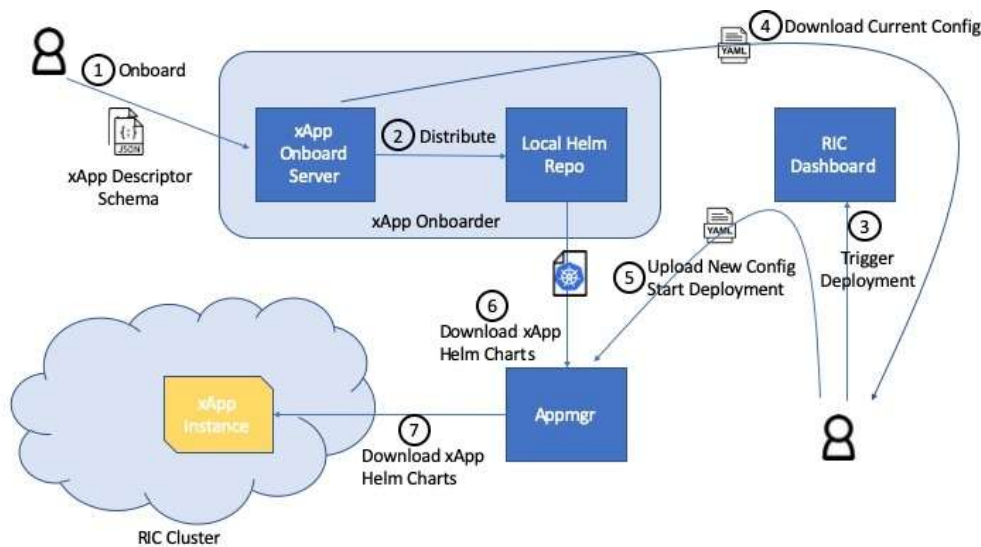 4 Download Current Config
YAML
1 Onboard
{:}
JSON
xApp Descriptor
Schema
xApp
Onboard
Server
2 Distribute
Local Helm
Repo
xApp Onboarder
RIC
Dashboard
YAML
3
Trigger
Deployment
5 Upload New Config
Start Deployment
6
Download xApp
Helm Charts
xApp
Instance
Appmgr
7
Download xApp
Helm Charts
RIC Cluster